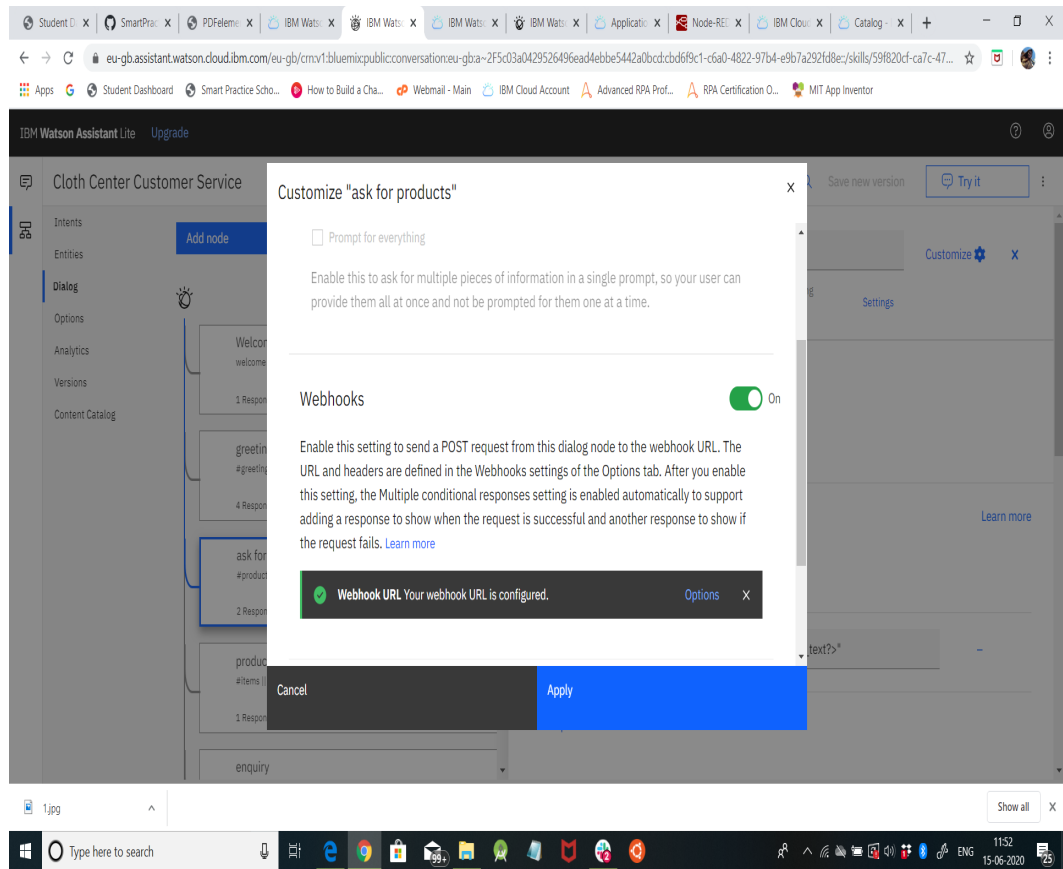 Student D
SmartPrac
PDFeleme
IBM Wats
IBM Wats
IBM Wats
IBM Wats
Applicatio
Node-RED
IBM Clou
Catalog -
eu-gb.assistant.watson.cloud.ibm.com/eu-gb/crn:v1:bluemix:public:conversation:eu-gb:a~2F5c03a0429526496ead4ebbe5442a0bcd:cbd6f9c1-c6a0-4822-97b4-e9b7a292fd8e::/skills/59f820cf-ca7c-47...
Apps
Student Dashboard
Smart Practice Scho...
How to Build a Cha...
Webmail - Main
IBM Cloud Account
Advanced RPA Prof...
RPA Certification O...
MIT App Inventor
IBM Watson Assistant Lite Upgrade
Cloth Center Customer Service
Save new version
Try it
Intents
Entities
Dialog
Options
Analytics
Versions
Content Catalog
Add node
Welcor
welcome
1 Respon
greetin
#greeting
4 Respon
ask for
#product
2 Respon
produc
#items ||
1 Respon
enquiry
Customize "ask for products"
X
Prompt for everything
Enable this to ask for multiple pieces of information in a single prompt, so your user can
provide them all at once and not be prompted for them one at a time.
Webhooks
On
Enable this setting to send a POST request from this dialog node to the webhook URL. The
URL and headers are defined in the Webhooks settings of the Options tab. After you enable
this setting, the Multiple conditional responses setting is enabled automatically to support
adding a response to show when the request is successful and another response to show if
the request fails. Learn more
Webhook URL Your webhook URL is configured.
Options
X
Cancel
Apply
Customize
X
Settings
Learn more
text?>"
1.jpg
Show all
X
Type here to search
99+
ENG
11:52
15-06-2020
25